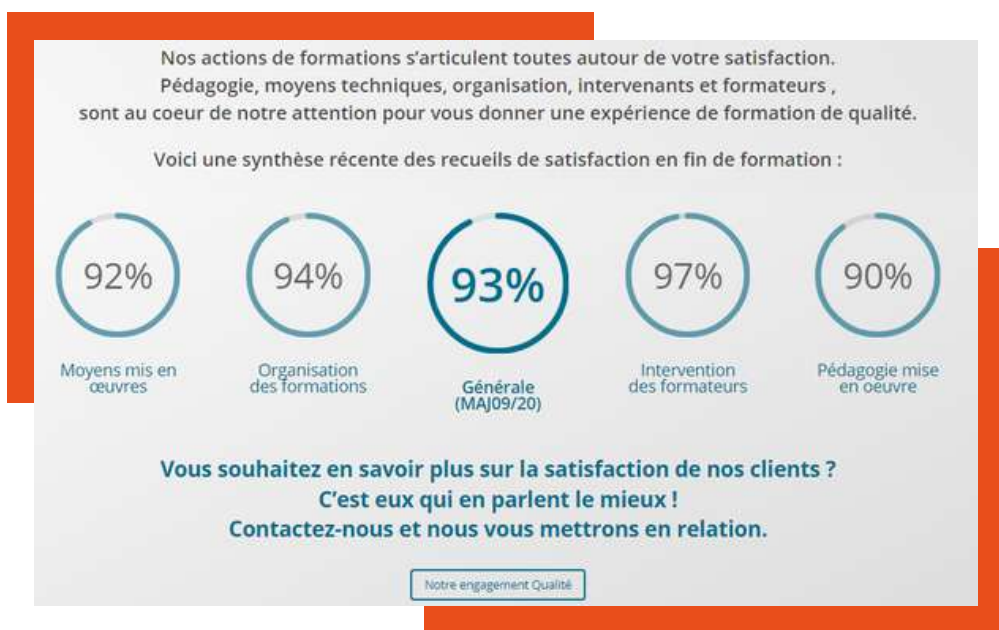 Nos actions de formations s'articulent toutes autour de votre satisfaction.
Pédagogie, moyens techniques, organisation, intervenants et formateurs ,
sont au coeur de notre attention pour vous donner une expérience de formation de qualité.
Voici une synthèse récente des recueils de satisfaction en fin de formation :
92%
Moyens mis en
œuvres
94%
Organisation
des formations
93%
Générale
(MAJ09/20)
97%
Intervention
des formateurs
90%
Pédagogie mise
en oeuvre
Vous souhaitez en savoir plus sur la satisfaction de nos clients ?
C'est eux qui en parlent le mieux !
Contactez-nous et nous vous mettrons en relation.
Notre engagement Qualité